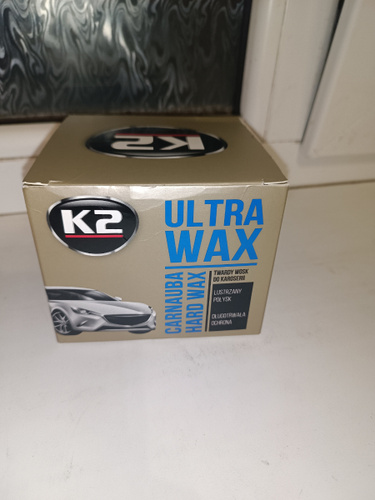 K2
K2
ULTRA
WAX
CARNAUBA
HARD WAX
TWARDY WOSK
DO KAROSERII
LUSTRZANY
POŁYSK
DŁUGOTRWAŁA
OCHRONA